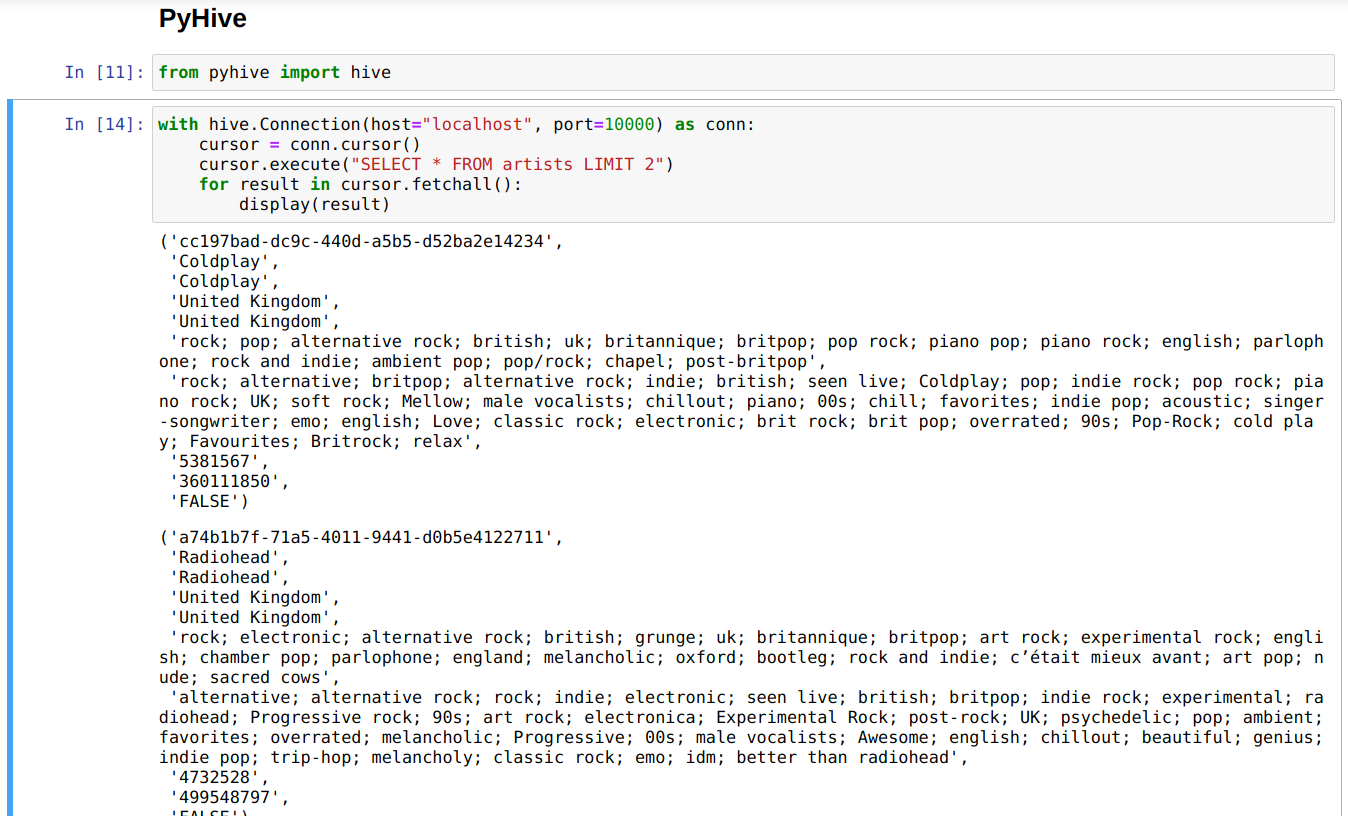 PyHive
In [11]: from pyhive import hive
In [14]: with hive.Connection(host="localhost", port=10000) as conn:
    cursor = conn.cursor()
    cursor.execute("SELECT * FROM artists LIMIT 2")
    for result in cursor.fetchall():
        display(result)
('cc197bad-dc9c-440d-a5b5-d52ba2e14234',
 'Coldplay',
 'Coldplay',
 'United Kingdom',
 'United Kingdom',
 'rock; pop; alternative rock; british; uk; britannique; britpop; pop rock; piano pop; piano rock; english; parloph
one; rock and indie; ambient pop; pop/rock; chapel; post-britpop',
 'rock; alternative; britpop; alternative rock; indie; british; seen live; Coldplay; pop; indie rock; pop rock; pia
no rock; UK; soft rock; Mellow; male vocalists; chillout; piano; 00s; chill; favorites; indie pop; acoustic; singer
-songwriter; emo; english; Love; classic rock; electronic; brit rock; brit pop; overrated; 90s; Pop-Rock; cold pla
y; Favourites; Britrock; relax',
 '5381567',
 '360111850',
 'FALSE')
('a74b1b7f-71a5-4011-9441-d0b5e4122711',
 'Radiohead',
 'Radiohead',
 'United Kingdom',
 'United Kingdom',
 'rock; electronic; alternative rock; british; grunge; uk; britannique; britpop; art rock; experimental rock; engli
sh; chamber pop; parlophone; england; melancholic; oxford; bootleg; rock and indie; c’était mieux avant; art pop; n
ude; sacred cows',
 'alternative; alternative rock; rock; indie; electronic; seen live; british; britpop; indie rock; experimental; ra
diohead; Progressive rock; 90s; art rock; electronica; Experimental Rock; post-rock; UK; psychedelic; pop; ambient;
favorites; overrated; melancholic; Progressive; 00s; male vocalists; Awesome; english; chillout; beautiful; genius;
indie pop; trip-hop; melancholy; classic rock; emo; idm; better than radiohead',
 '4732528',
 '499548797',
 'FALSE')